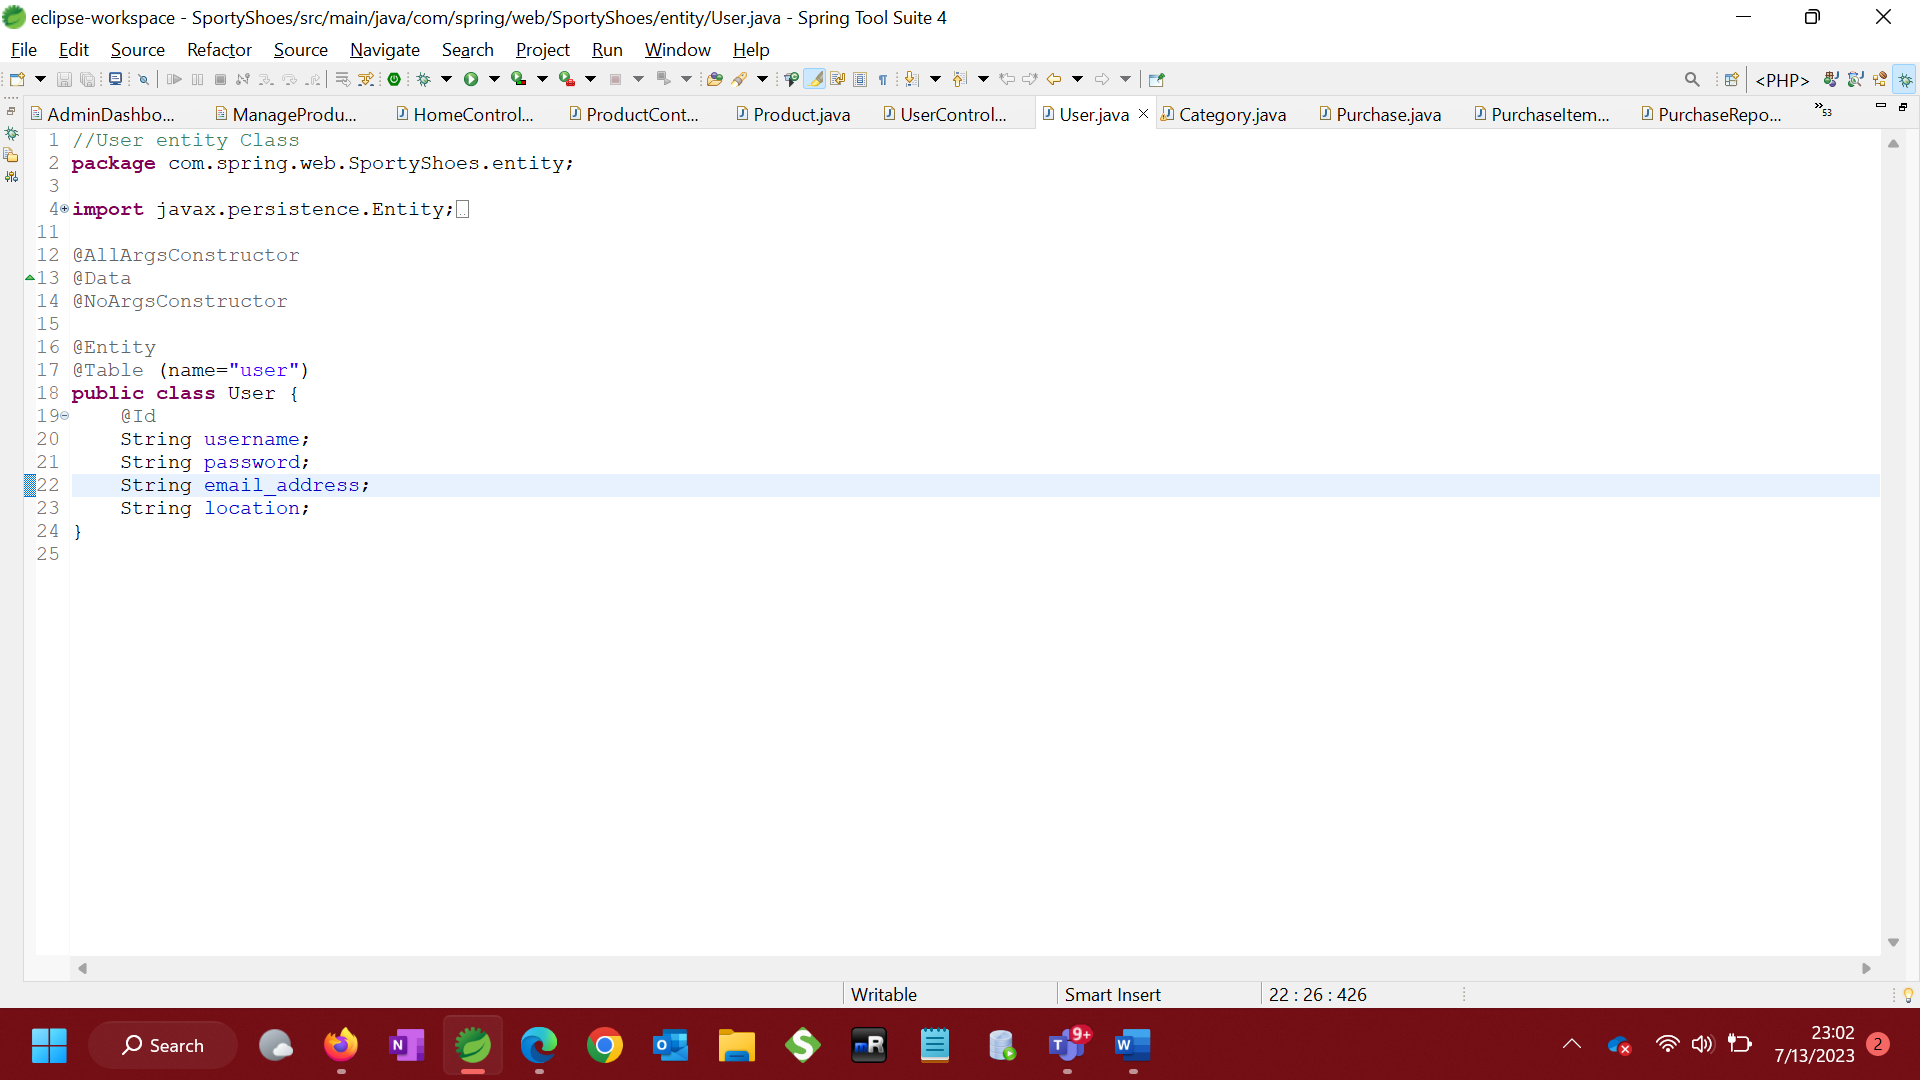 eclipse-workspace - SportyShoes/src/main/java/com/spring/web/SportyShoes/entity/User.java - Spring Tool Suite 4
File Edit Source Refactor Source Navigate Search Project Run Window Help
<PHP>
AdminDashbo... ManageProdu... HomeControl... ProductCont... Product.java UserControl... User.java Category.java Purchase.java PurchaseItem... PurchaseRepo... »53
1 //User entity Class
2 package com.spring.web.SportyShoes.entity;
3
4 import javax.persistence.Entity;
11
12 @AllArgsConstructor
13 @Data
14 @NoArgsConstructor
15
16 @Entity
17 @Table (name="user")
18 public class User {
19 @Id
20 String username;
21 String password;
22 String email_address;
23 String location;
24 }
25
Writable Smart Insert 22 : 26 : 426
Search N O S mR T 9+ W 23:02
7/13/2023 2